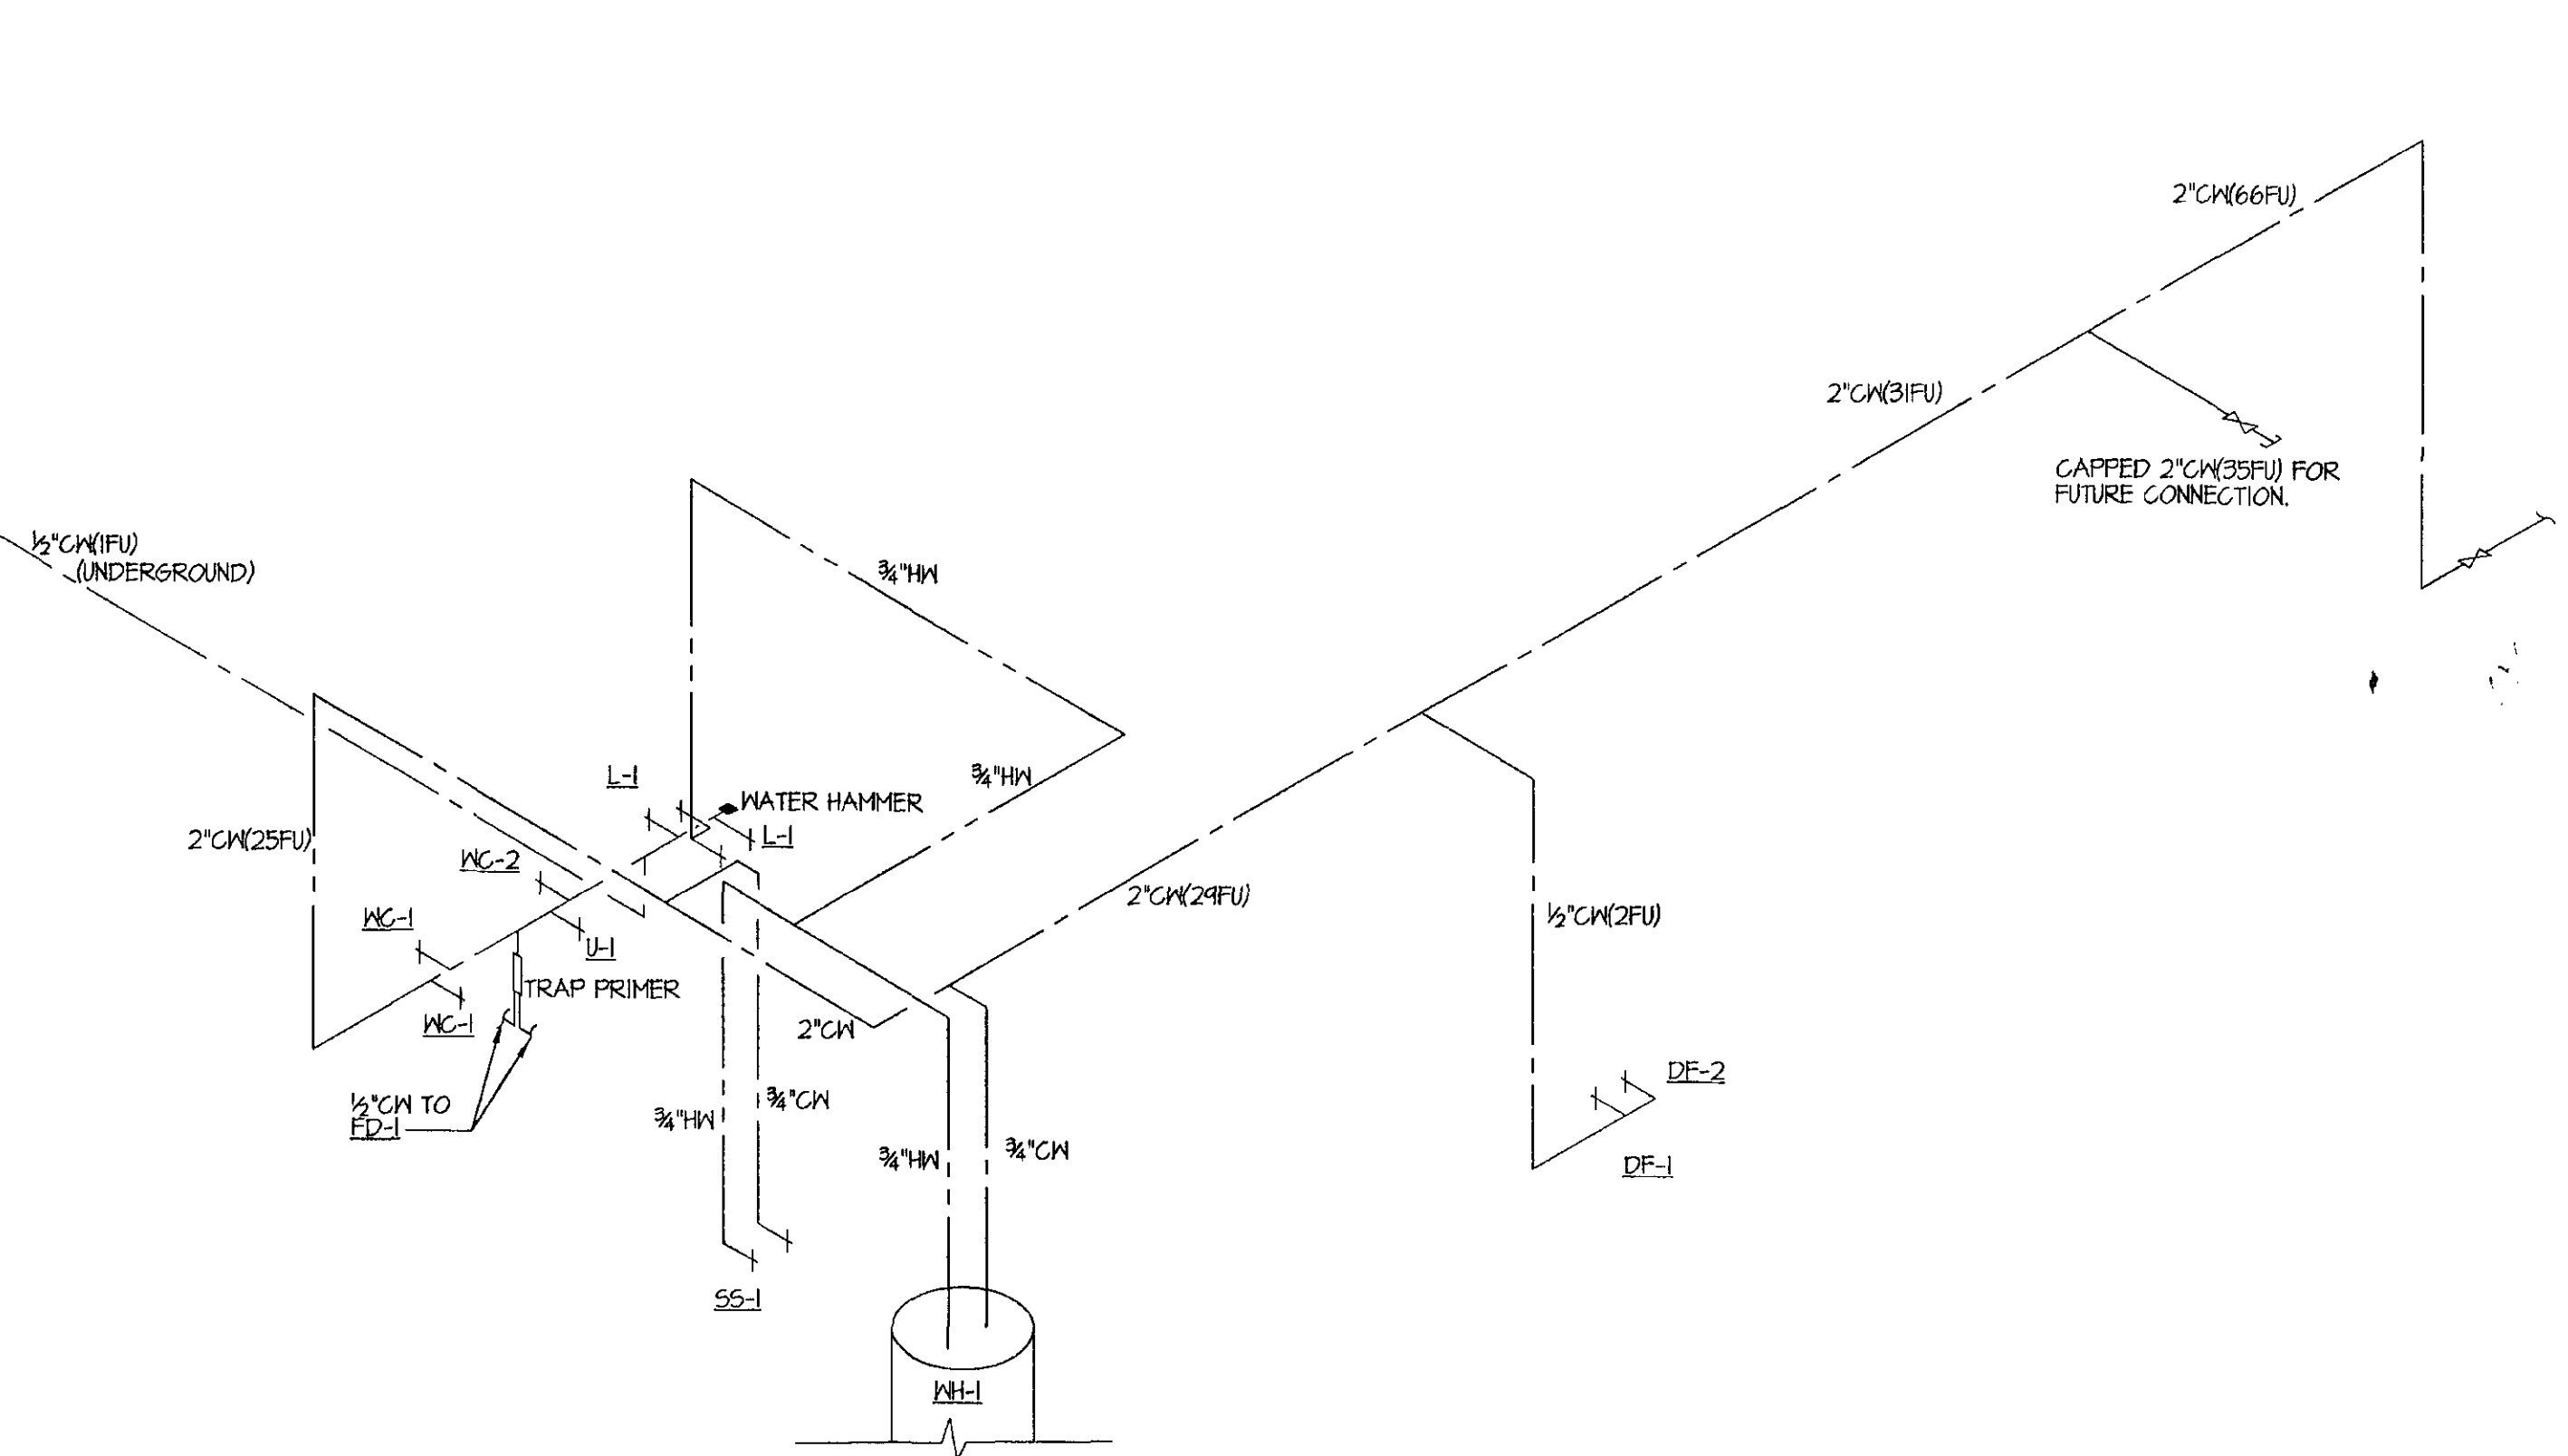 2"CW(66FU)
2"CW(31FU)
CAPPED 2"CW(35FU) FOR
FUTURE CONNECTION.
½"CW(1FU)
(UNDERGROUND)
¾"HW
¾"HW
L-1
WATER HAMMER
L-1
2"CW(25FU)
WC-2
2"CW(29FU)
½"CW(2FU)
WC-1
U-1
TRAP PRIMER
WC-1
2"CW
DF-2
½"CW TO
FD-1
¾"HW
¾"CW
¾"HW
¾"CW
DF-1
SS-1
WH-1